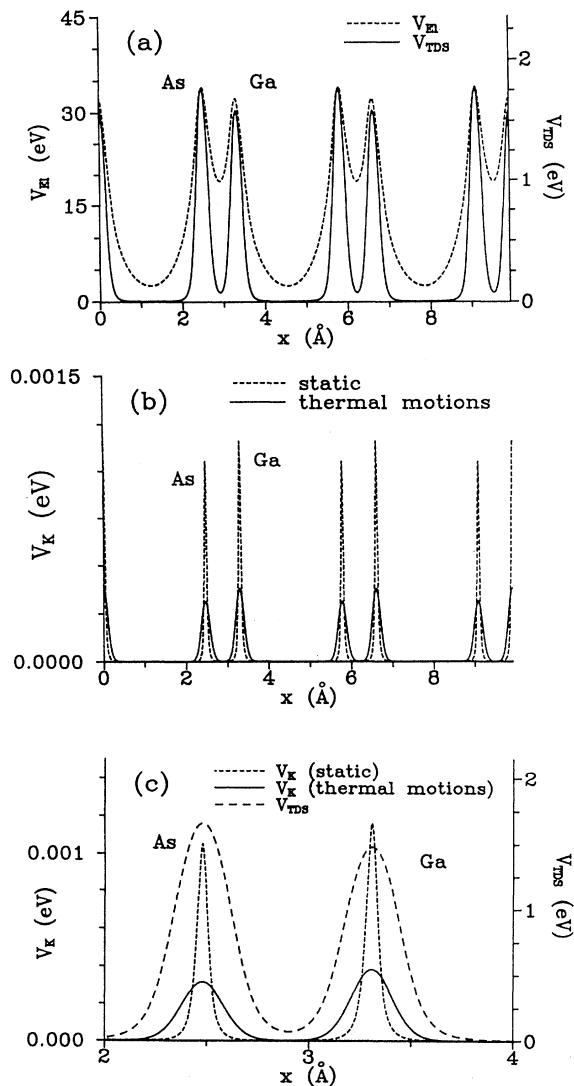 (a)
V_El
V_TDS
As
Ga
45
30
15
0
V_El (eV)
2
1
0
V_TDS (eV)
0
2
4
6
8
x (Å)
(b)
static
thermal motions
As
Ga
0.0015
0.0000
V_K (eV)
0
2
4
6
8
x (Å)
(c)
V_K (static)
V_K (thermal motions)
V_TDS
As
Ga
0.001
0.000
V_K (eV)
2
1
0
V_TDS (eV)
2
3
4
x (Å)